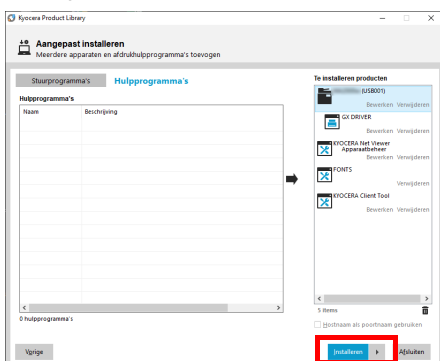 Kyocera Product Library
Aangepast installeren
Meerdere apparaten en afdrukhulpprogramma's toevogen
Stuurprogramma's
Hulpprogramma's
Hulpprogramma's
Naam
Beschrijving
0 hulpprogramma's
Te installeren producten
(USB001)
Bewerken Verwijderen
GX DRIVER
Bewerken Verwijderen
KYOCERA Net Viewer
Apparaatbeheer
Bewerken Verwijderen
FONTS
Verwijderen
KYOCERA Client Tool
Bewerken Verwijderen
5 items
Hostnaam als poortnaam gebruiken
Vorige
Installeren
Afsluiten